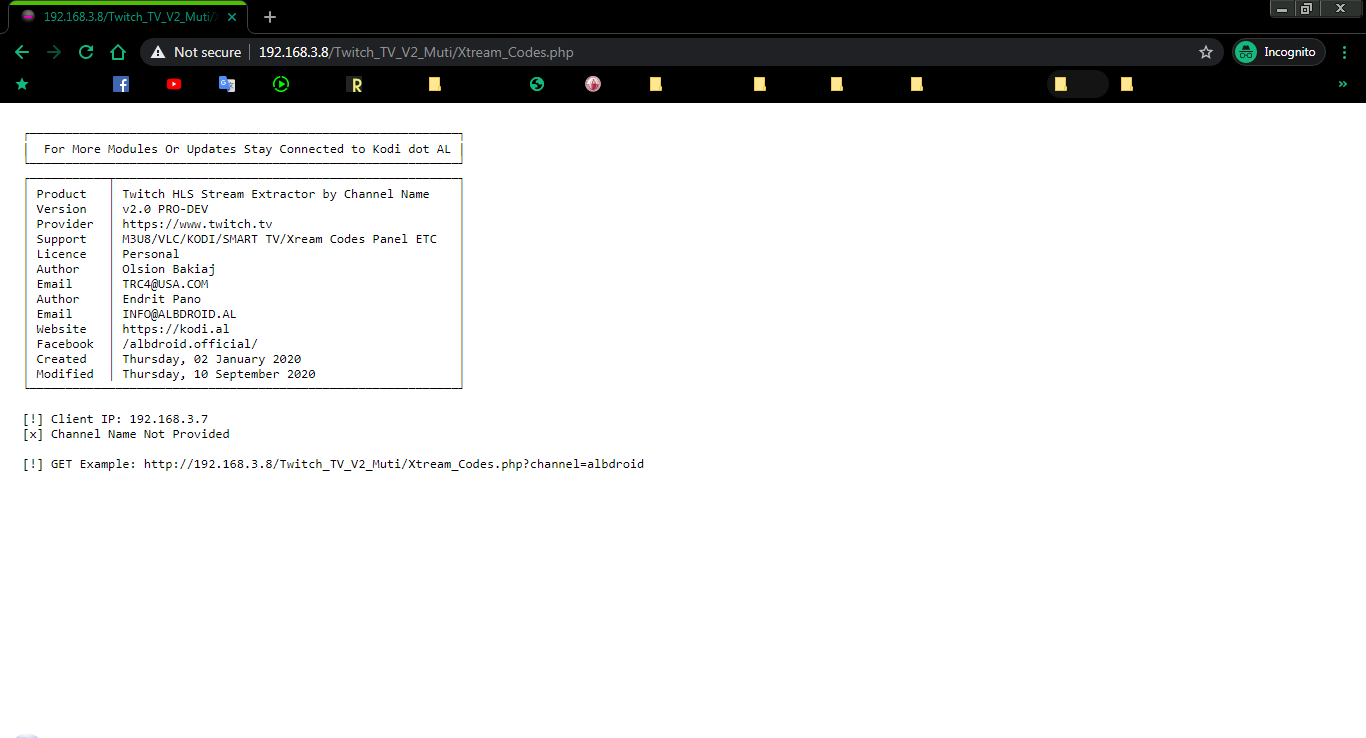 192.168.3.8/Twitch_TV_V2_Muti/
Not secure
192.168.3.8/Twitch_TV_V2_Muti/Xtream_Codes.php
Incognito
For More Modules Or Updates Stay Connected to Kodi dot AL
Product Twitch HLS Stream Extractor by Channel Name
Version v2.0 PRO-DEV
Provider https://www.twitch.tv
Support M3U8/VLC/KODI/SMART TV/Xream Codes Panel ETC
Licence Personal
Author Olsion Bakiaj
Email TRC4@USA.COM
Author Endrit Pano
Email INFO@ALBDROID.AL
Website https://kodi.al
Facebook /albdroid.official/
Created Thursday, 02 January 2020
Modified Thursday, 10 September 2020
[!] Client IP: 192.168.3.7
[x] Channel Name Not Provided
[!] GET Example: http://192.168.3.8/Twitch_TV_V2_Muti/Xtream_Codes.php?channel=albdroid